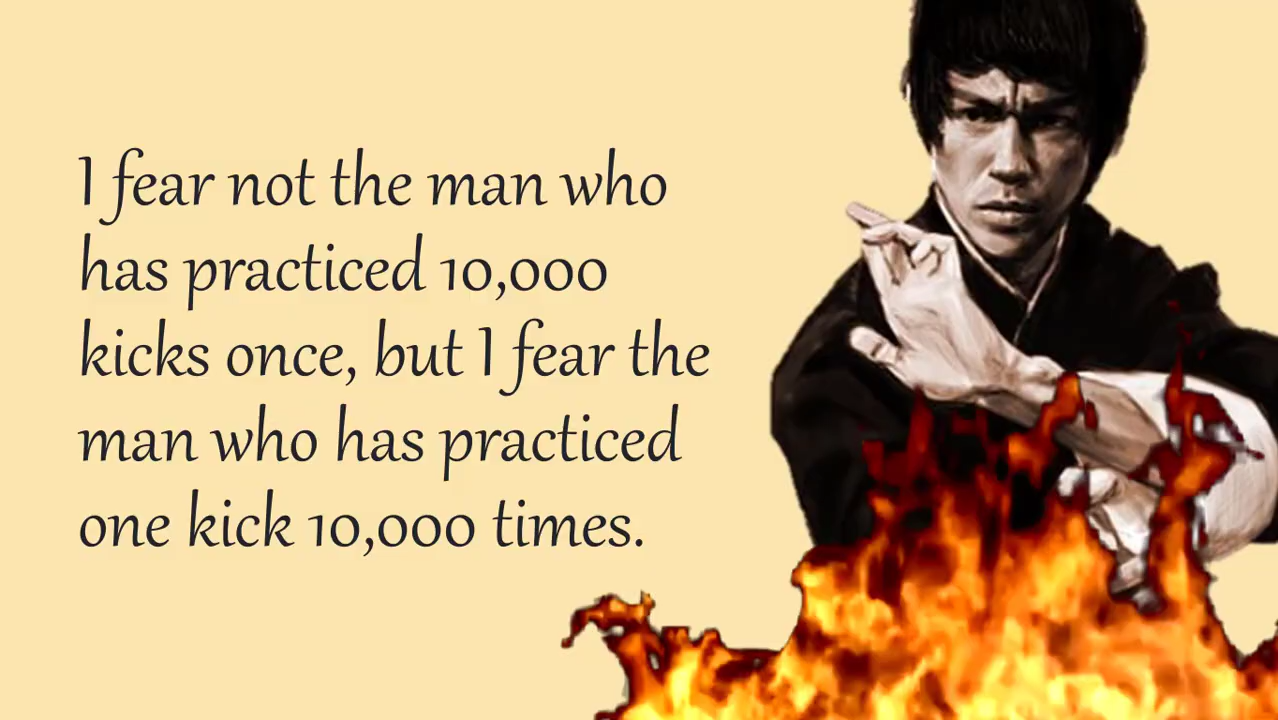 I fear not the man who
has practiced 10,000
kicks once, but I fear the
man who has practiced
one kick 10,000 times.